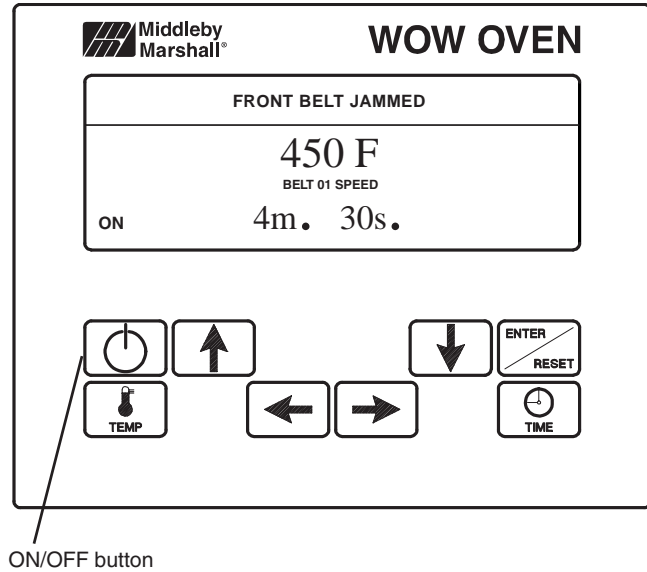 Middleby
Marshall®
WOW OVEN
FRONT BELT JAMMED
450 F
BELT 01 SPEED
ON
4m. 30s.
ENTER
RESET
TEMP
TIME
ON/OFF button